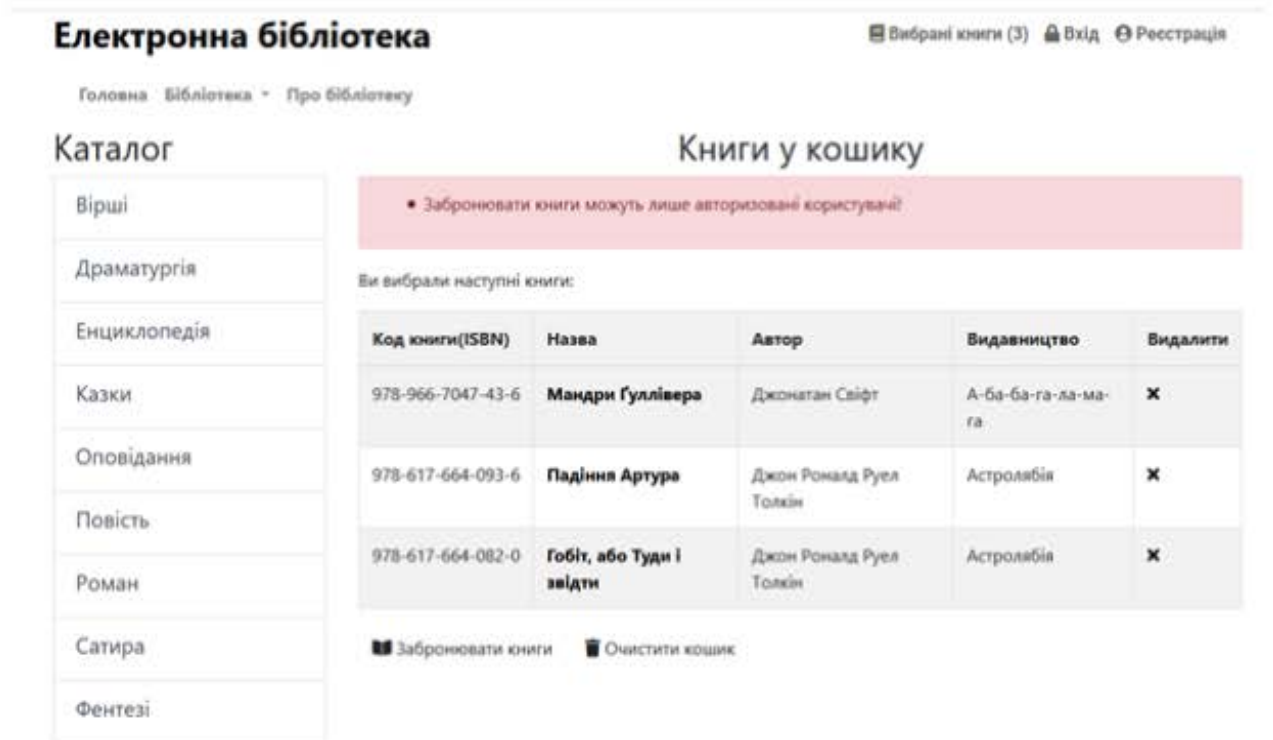 Електронна бібліотека
Вибрані книги (3) Вхід Реєстрація
Головна Бібліотека Про бібліотеку
Каталог
Вірші
Драматургія
Енциклопедія
Казки
Оповідання
Повість
Роман
Сатира
Фентезі
Книги у кошику
Забронювати книги можуть лише авторизовані користувачі!
Ви вибрали наступні книги:
Код книги(ISBN) Назва Автор Видавництво Видалити
978-966-7047-43-6 Мандри Ґуллівера Джонатан Свіфт А-ба-ба-га-ла-ма-
га
978-617-664-093-6 Падіння Артура Джон Роналд Руел Астролябія
Толкін
978-617-664-082-0 Гобіт, або Туди і Джон Роналд Руел Астролябія
звідти Толкін
Забронювати книги Очистити кошик